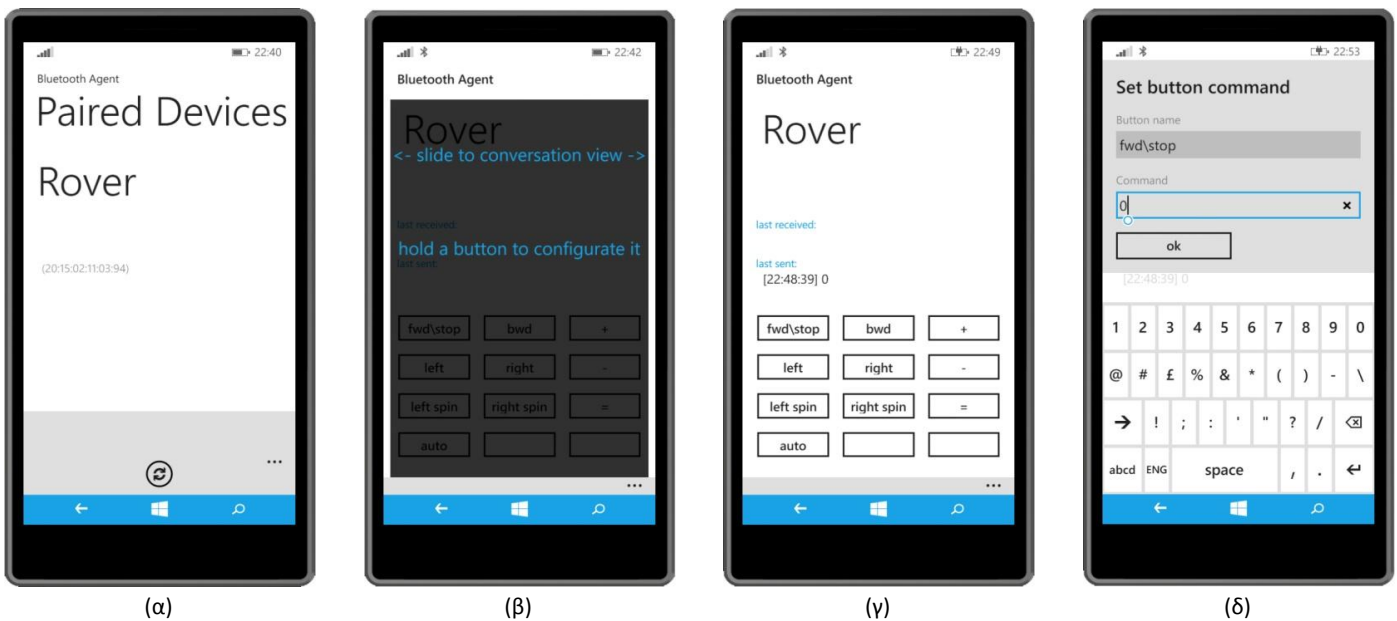 22:40
Bluetooth Agent
Paired Devices
Rover
(20:15:02:11:03:94)
...
(α)
22:42
Bluetooth Agent
Rover
<- slide to conversation view ->
last received:
hold a button to configurate it
last sent:
fwd\stop bwd +
left right -
left spin right spin =
auto
...
(β)
22:49
Bluetooth Agent
Rover
last received:
last sent:
[22:48:39] 0
fwd\stop bwd +
left right -
left spin right spin =
auto
...
(γ)
22:53
Set button command
Button name
fwd\stop
Command
0
ok
[22:48:39] 0
1 2 3 4 5 6 7 8 9 0
@ # £ % & * ( ) - \
! ; : ' " ? /
abcd ENG space , .
(δ)